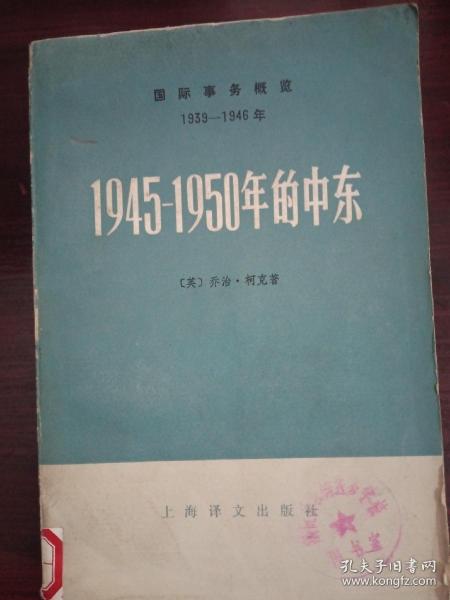 国际事务概览
1939—1946年
1945-1950年的中东
〔英〕乔治·柯克著
上海译文出版社
孔夫子旧书网
www.kongfz.com